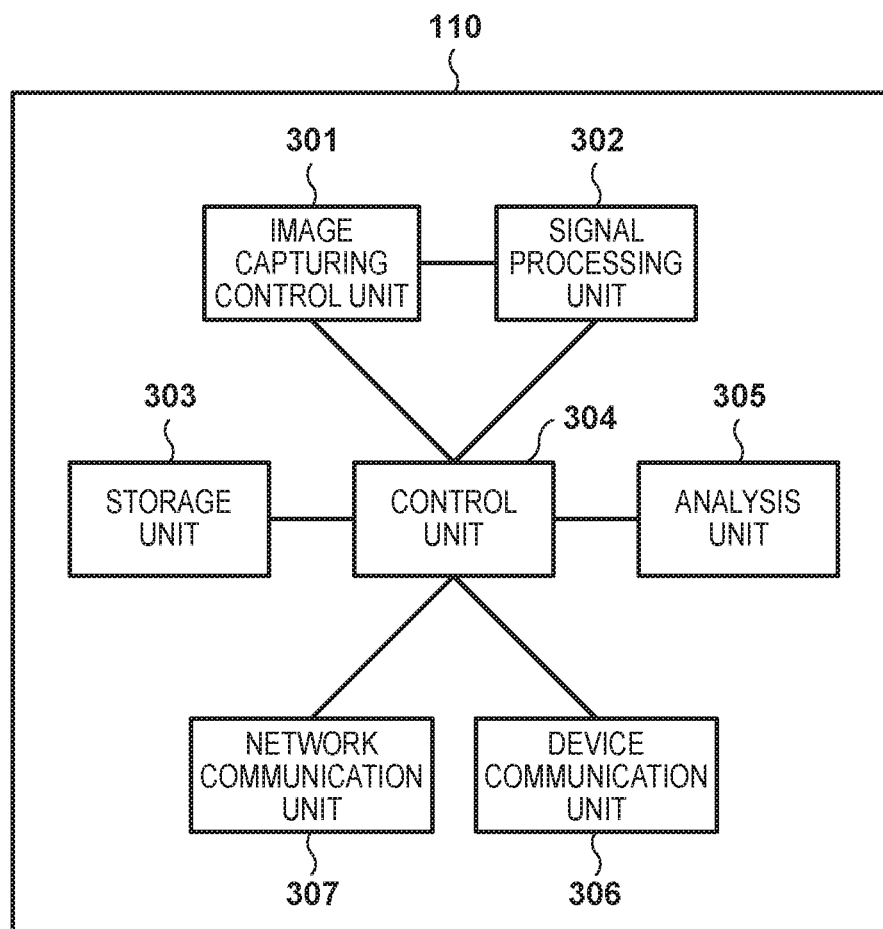 110
301
302
IMAGE
CAPTURING
CONTROL UNIT
SIGNAL
PROCESSING
UNIT
303
304
305
STORAGE
UNIT
CONTROL
UNIT
ANALYSIS
UNIT
NETWORK
COMMUNICATION
UNIT
DEVICE
COMMUNICATION
UNIT
307
306